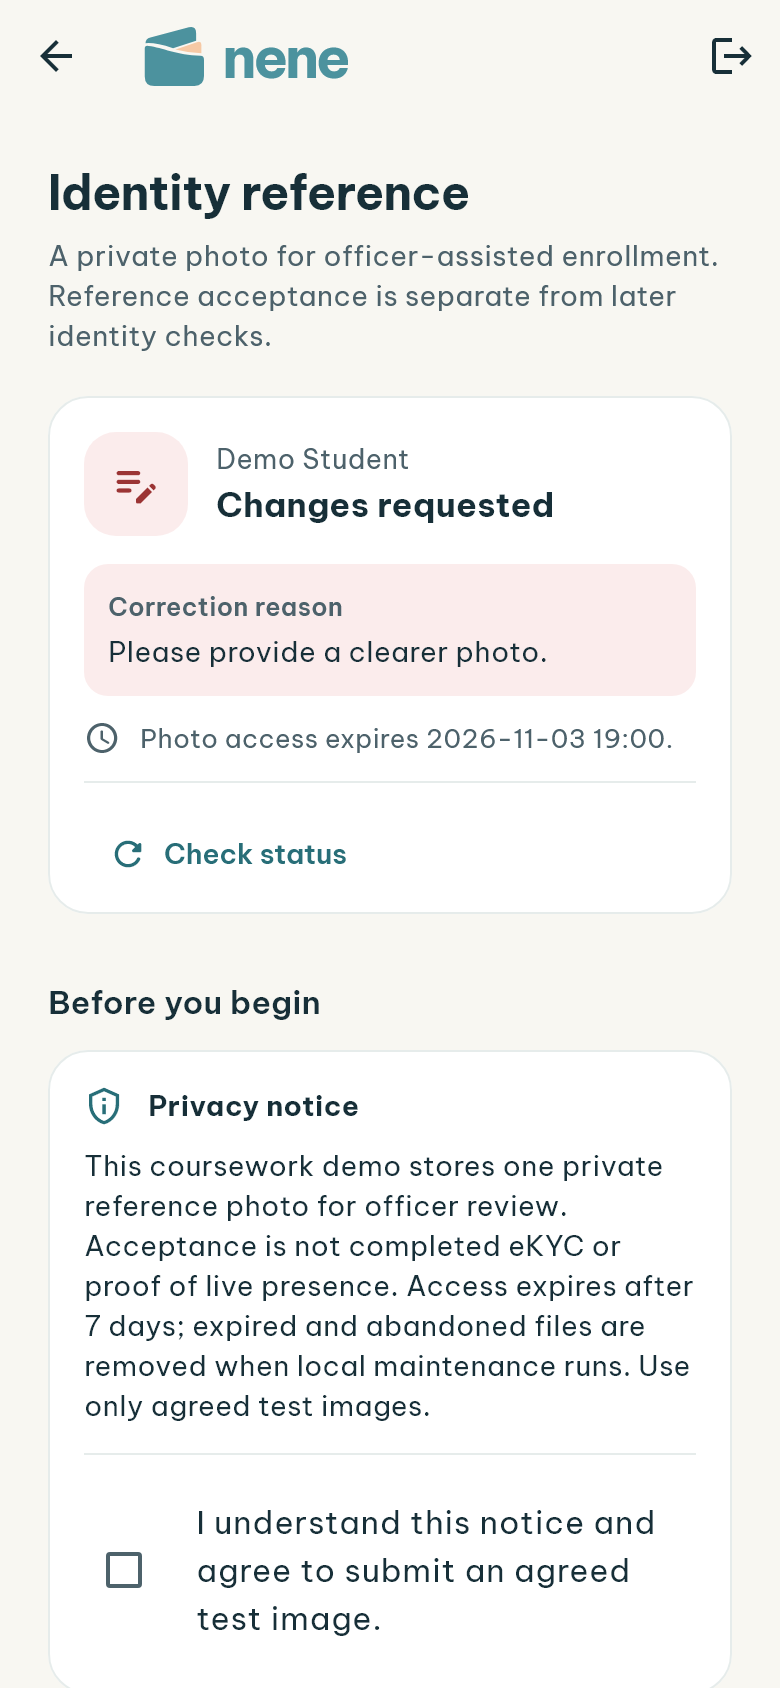 nene
Identity reference
A private photo for officer-assisted enrollment.
Reference acceptance is separate from later
identity checks.
Demo Student
Changes requested
Correction reason
Please provide a clearer photo.
Photo access expires 2026-11-03 19:00.
Check status
Before you begin
Privacy notice
This coursework demo stores one private
reference photo for officer review.
Acceptance is not completed eKYC or
proof of live presence. Access expires after
7 days; expired and abandoned files are
removed when local maintenance runs. Use
only agreed test images.
I understand this notice and
agree to submit an agreed
test image.